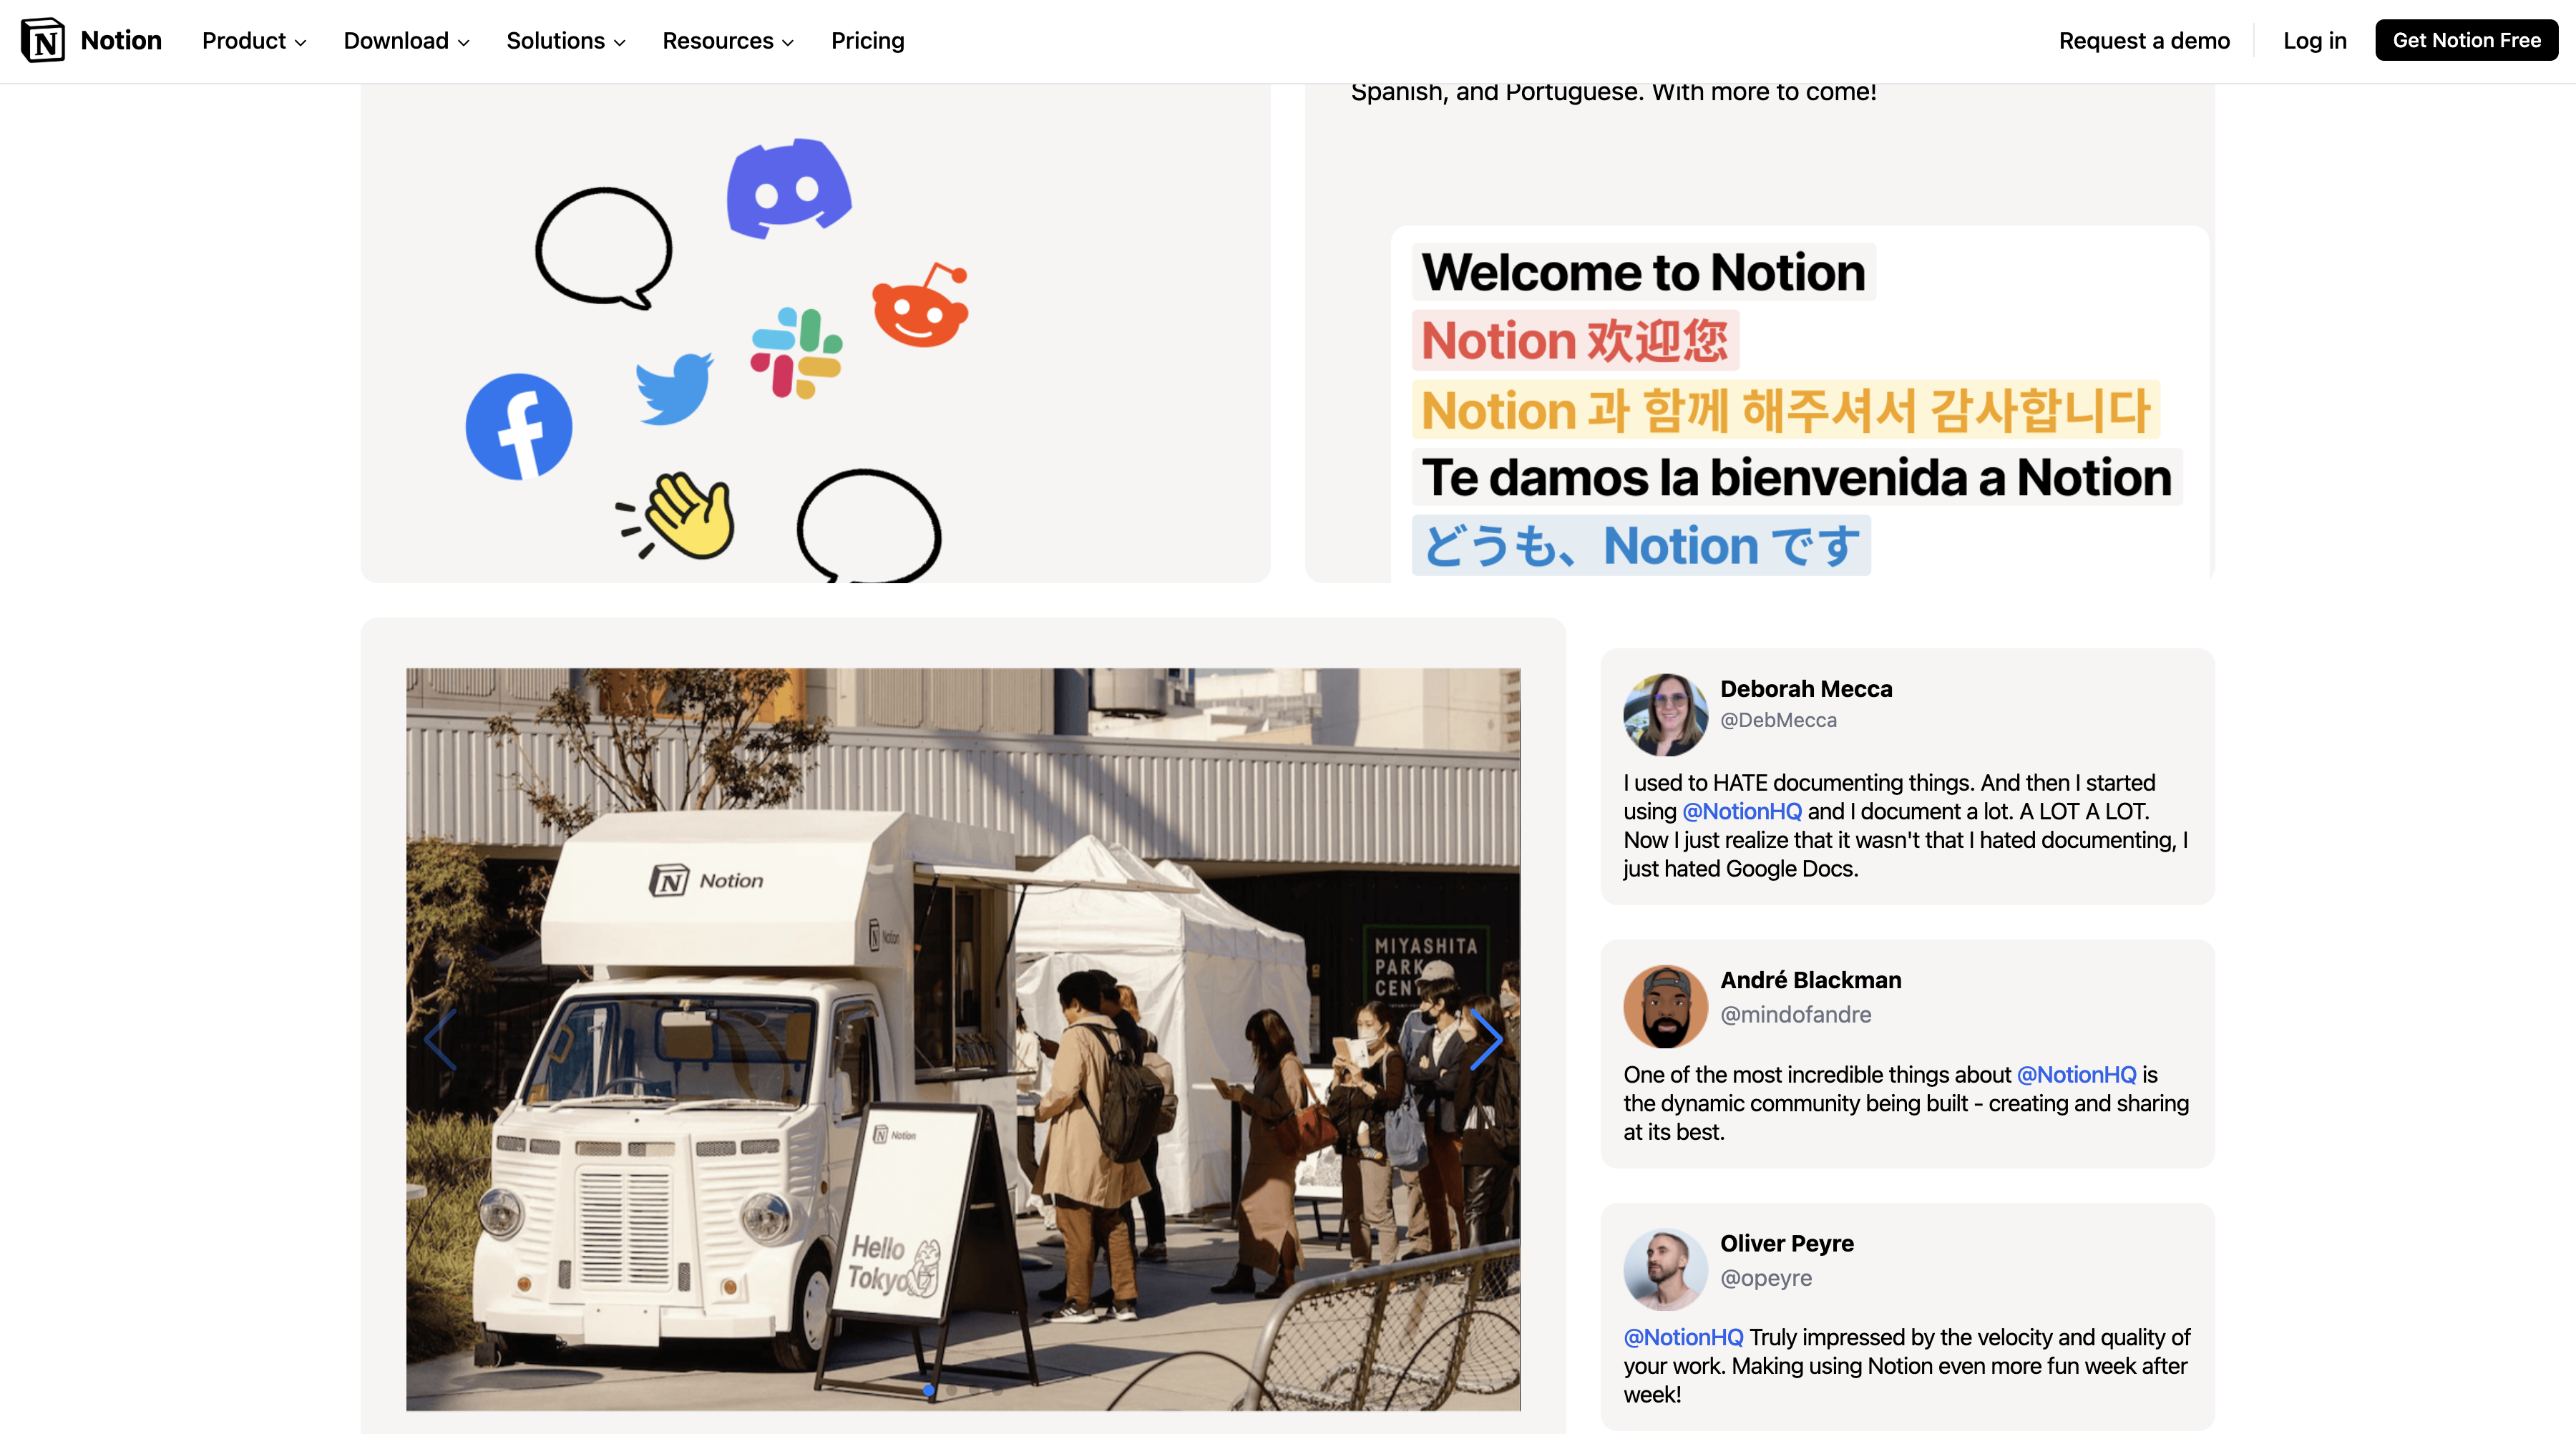 Notion
Product
Download
Solutions
Resources
Pricing
Request a demo
Log in
Get Notion Free
Spanish, and Portuguese. With more to come!
Welcome to Notion
Notion 欢迎您
Notion 과 함께 해주셔서 감사합니다
Te damos la bienvenida a Notion
どうも、Notion です
Notion
Notion
MIYASHITA
PARK
Notion
Hello
Tokyo
Deborah Mecca
@DebMecca
I used to HATE documenting things. And then I started
using @NotionHQ and I document a lot. A LOT A LOT.
Now I just realize that it wasn't that I hated documenting, I
just hated Google Docs.
André Blackman
@mindofandre
One of the most incredible things about @NotionHQ is
the dynamic community being built - creating and sharing
at its best.
Oliver Peyre
@opeyre
@NotionHQ Truly impressed by the velocity and quality of
your work. Making using Notion even more fun week after
week!